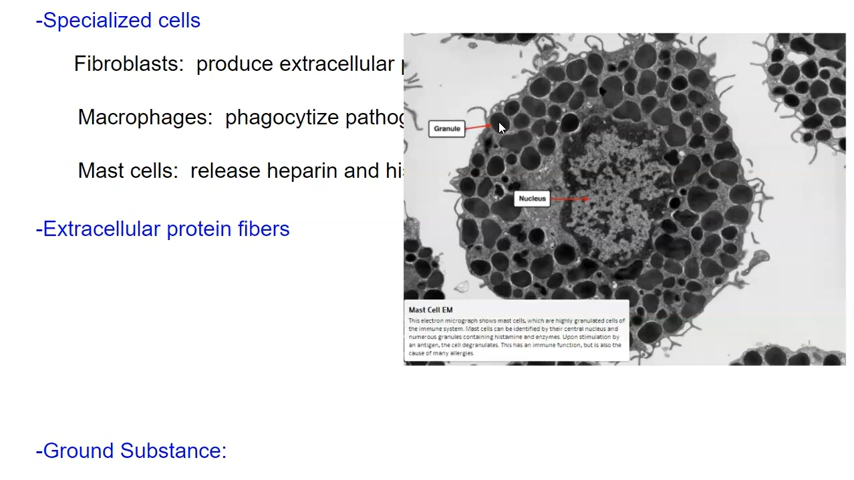 -Specialized cells
Fibroblasts: produce extracellular
Macrophages: phagocytize pathog
Granule
Mast cells: release heparin and his
Nucleus
-Extracellular protein fibers
Mast Cell EM
This electron micrograph shows mast cells, which are highly granulated cells of
the immune system. Mast cells can be identified by their central nucleus and
numerous granules containing histamine and enzymes. Upon stimulation by
an antigen, the cell degranulates. This has an immune function, but is also the
cause of many allergies.
-Ground Substance: